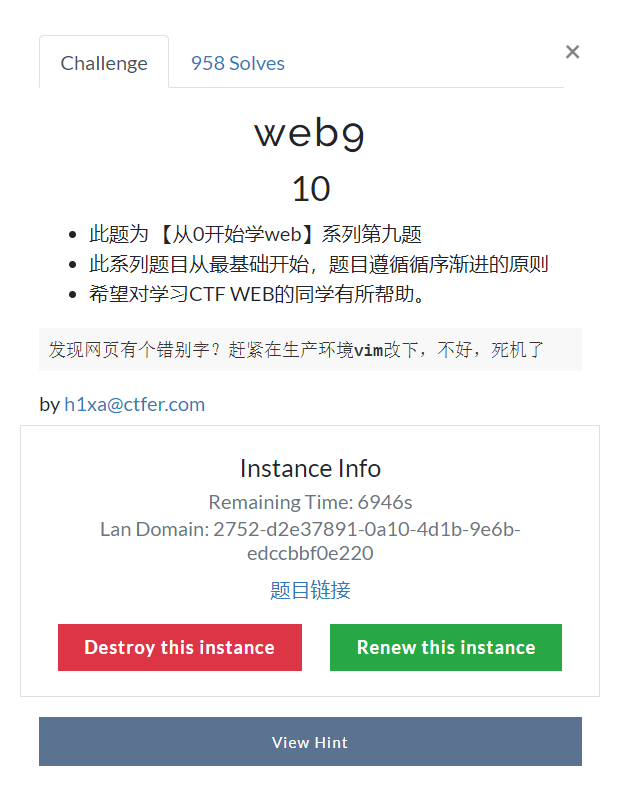 Challenge
958 Solves
×
web9
10
此题为 【从0开始学web】系列第九题
此系列题目从最基础开始，题目遵循循序渐进的原则
希望对学习CTF WEB的同学有所帮助。
发现网页有个错别字？赶紧在生产环境vim改下，不好，死机了
by h1xa@ctfer.com
Instance Info
Remaining Time: 6946s
Lan Domain: 2752-d2e37891-0a10-4d1b-9e6b-
edccbbf0e220
题目链接
Destroy this instance
Renew this instance
View Hint